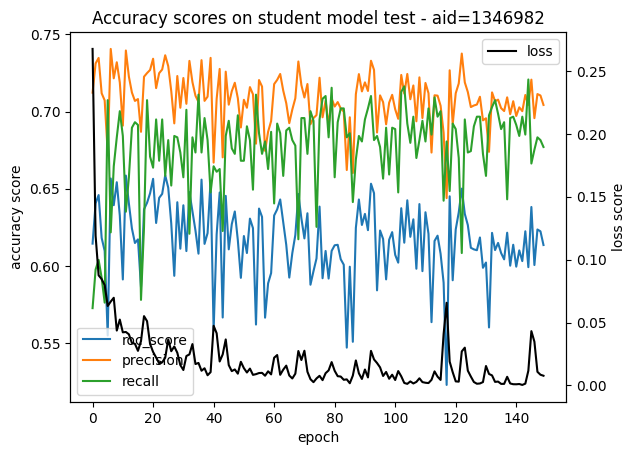 Accuracy scores on student model test - aid=1346982
loss
0.75
0.70
0.65
0.60
0.55
accuracy score
0.25
0.20
0.15
0.10
0.05
0.00
loss score
roc_score
precision
recall
0
20
40
60
80
100
120
140
epoch